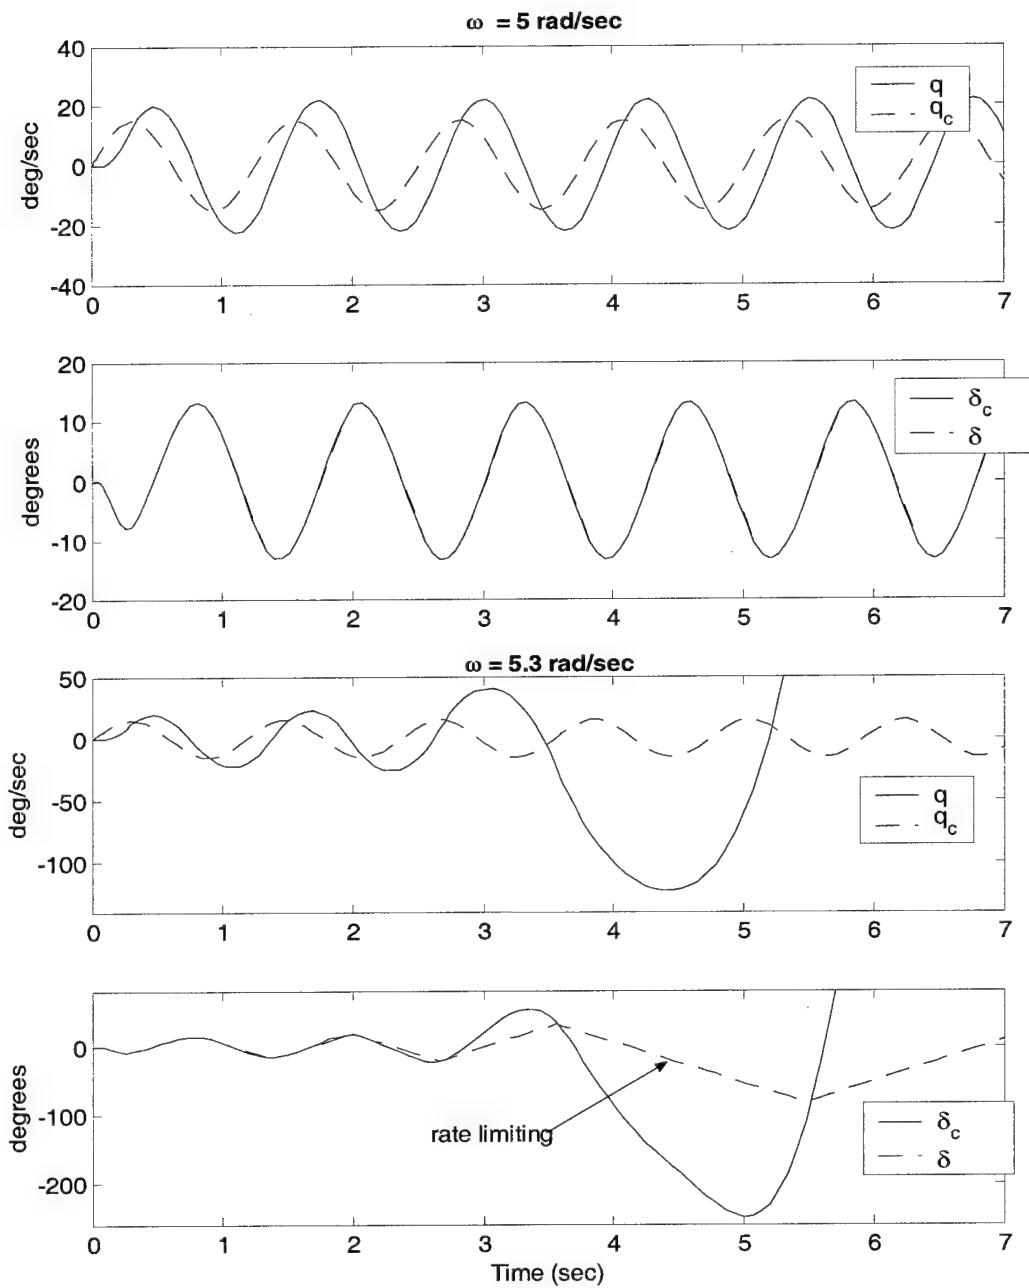 ω = 5 rad/sec
40
20
0
-20
-40
deg/sec
q
q_c
0 1 2 3 4 5 6 7
20
10
0
-10
-20
degrees
δ_c
δ
0 1 2 3 4 5 6 7
ω = 5.3 rad/sec
50
0
-50
-100
deg/sec
q
q_c
0 1 2 3 4 5 6 7
0
-100
-200
degrees
rate limiting
δ_c
δ
0 1 2 3 4 5 6 7
Time (sec)